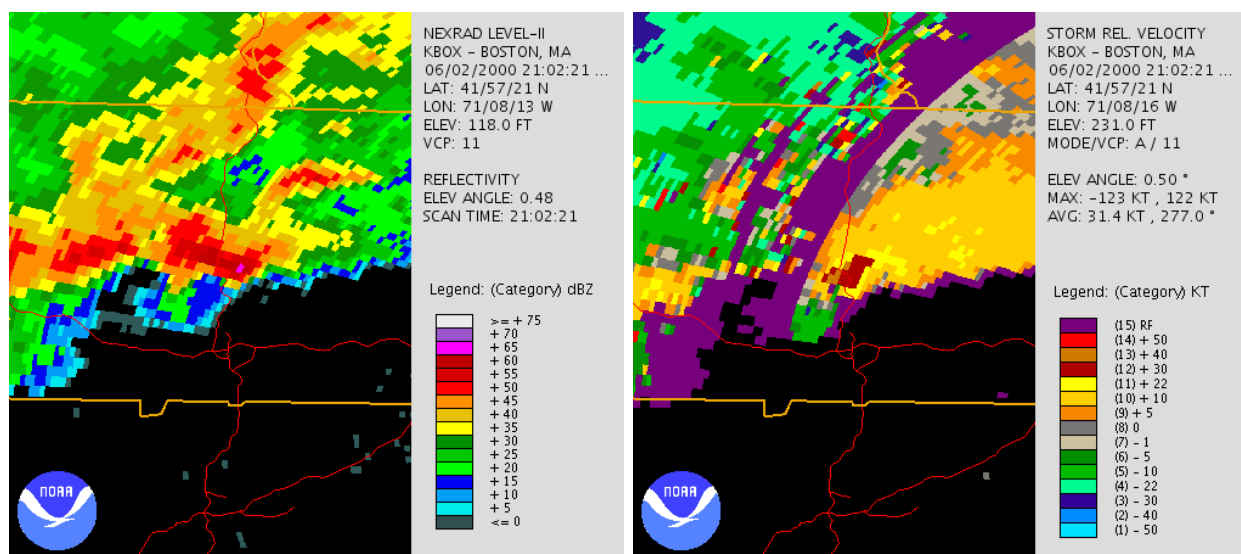 NEXRAD LEVEL-II
KBOX - BOSTON, MA
06/02/2000 21:02:21 ...
LAT: 41/57/21 N
LON: 71/08/13 W
ELEV: 118.0 FT
VCP: 11
REFLECTIVITY
ELEV ANGLE: 0.48
SCAN TIME: 21:02:21
Legend: (Category) dBZ
>= + 75
+ 70
+ 65
+ 60
+ 55
+ 50
+ 45
+ 40
+ 35
+ 30
+ 25
+ 20
+ 15
+ 10
+ 5
<= 0
NOAA
STORM REL. VELOCITY
KBOX - BOSTON, MA
06/02/2000 21:02:21 ...
LAT: 41/57/21 N
LON: 71/08/16 W
ELEV: 231.0 FT
MODE/VCP: A / 11
ELEV ANGLE: 0.50 °
MAX: -123 KT , 122 KT
AVG: 31.4 KT , 277.0 °
Legend: (Category) KT
(15) RF
(14) + 50
(13) + 40
(12) + 30
(11) + 22
(10) + 10
(9) + 5
(8) 0
(7) - 1
(6) - 5
(5) - 10
(4) - 22
(3) - 30
(2) - 40
(1) - 50
NOAA